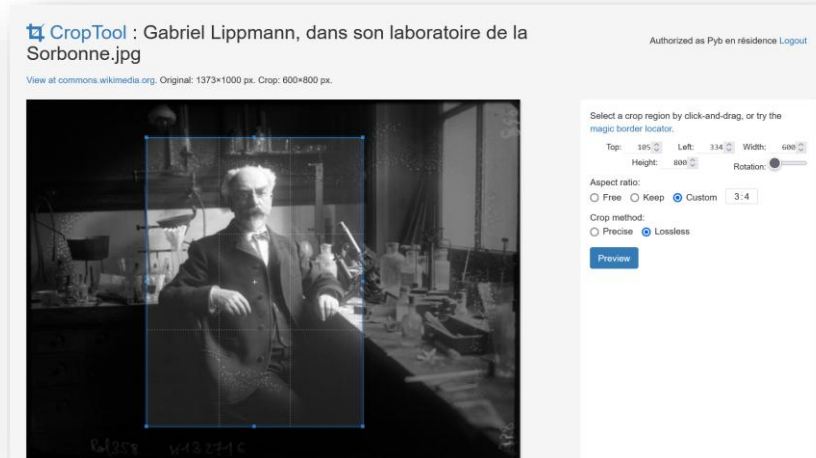 CropTool : Gabriel Lippmann, dans son laboratoire de la
Sorbonne.jpg
Authorized as Pyb en résidence Logout
View at commons.wikimedia.org. Original: 1373×1000 px. Crop: 600×800 px.
Select a crop region by click-and-drag, or try the
magic border locator.
Top: 105 Left: 334 Width: 600
Height: 800 Rotation:
Aspect ratio:
Free Keep Custom 3:4
Crop method:
Precise Lossless
Preview
Rol358